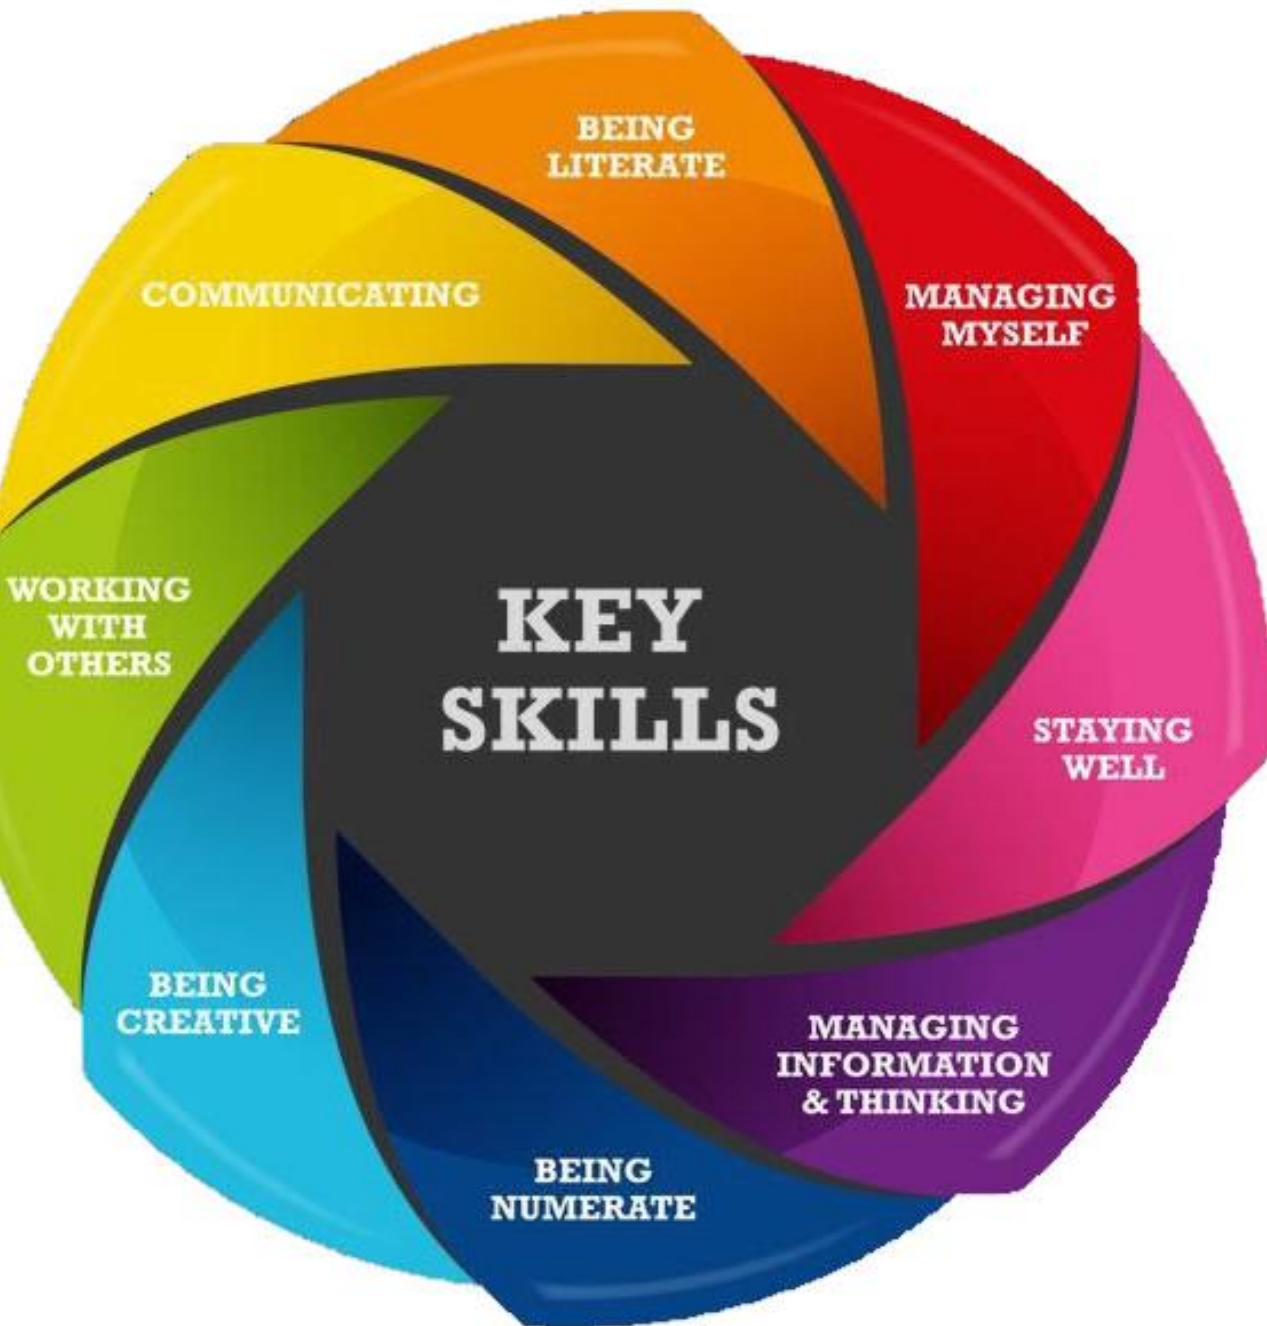 BEING
LITERATE
MANAGING
MYSELF
COMMUNICATING
WORKING
WITH
OTHERS
KEY
SKILLS
STAYING
WELL
BEING
CREATIVE
MANAGING
INFORMATION
& THINKING
BEING
NUMERATE